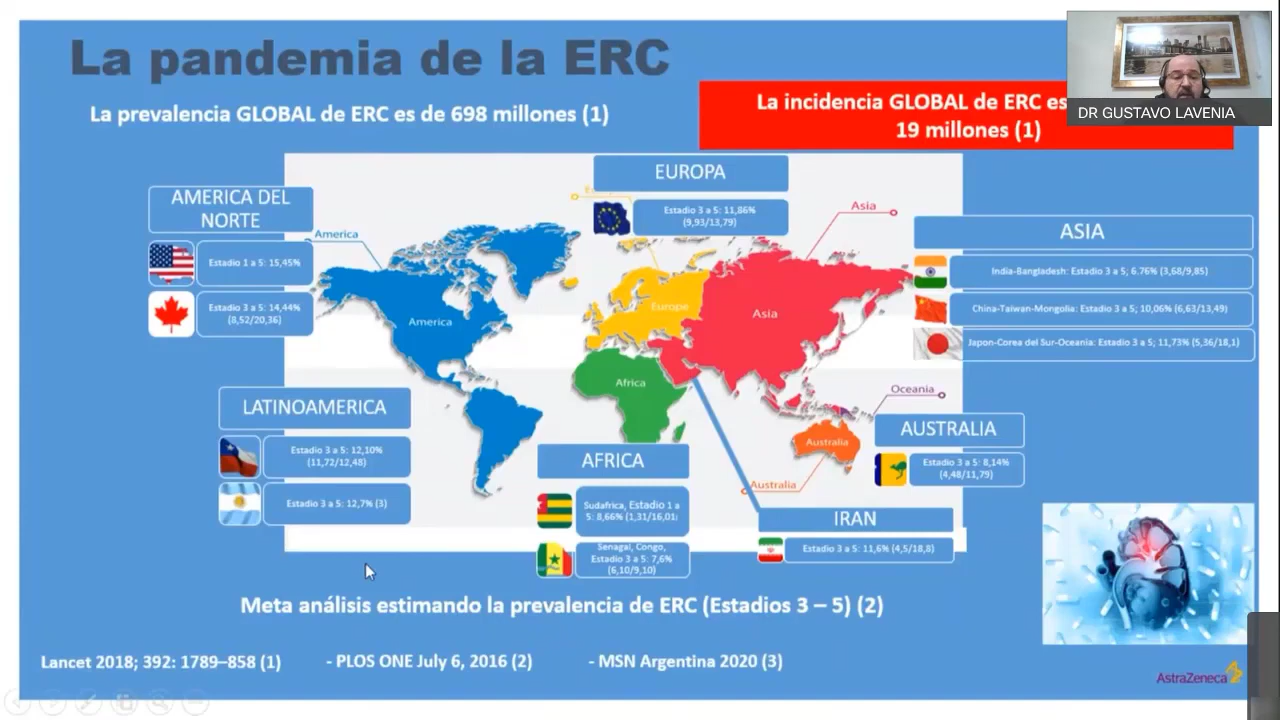 La pandemia de la ERC
La prevalencia GLOBAL de ERC es de 698 millones (1)
La incidencia GLOBAL de ERC es
19 millones (1)
DR GUSTAVO LAVENIA
AMERICA DEL
NORTE
Estadio 1 a 5: 15,45%
Estadio 3 a 5: 14,44%
(8,52/20,36)
EUROPA
Estadio 3 a 5: 11,86%
(9,93/13,79)
ASIA
India-Bangladesh: Estadio 3 a 5; 6.76% (3,68/9,85)
China-Taiwan-Mongolia: Estadio 3 a 5; 10,06% (6,63/13,49)
Japon-Corea del Sur-Oceania: Estadio 3 a 5; 11,73% (5,36/18,1)
America
Asia
America
Europe
Asia
Africa
Oceania
Australia
Australia
LATINOAMERICA
Estadio 3 a 5: 12,10%
(11,72/12,48)
Estadio 3 a 5: 12,7% (3)
AFRICA
Sudafrica, Estadio 1 a
5: 8,66% (1,31/16,01)
Senagal, Congo,
Estadio 3 a 5: 7,6%
(6,10/9,10)
AUSTRALIA
Estadio 3 a 5: 8,14%
(4,48/11,79)
IRAN
Estadio 3 a 5: 11,6% (4,5/18,8)
Meta análisis estimando la prevalencia de ERC (Estadios 3 – 5) (2)
Lancet 2018; 392: 1789–858 (1)
- PLOS ONE July 6, 2016 (2)
- MSN Argentina 2020 (3)
AstraZeneca